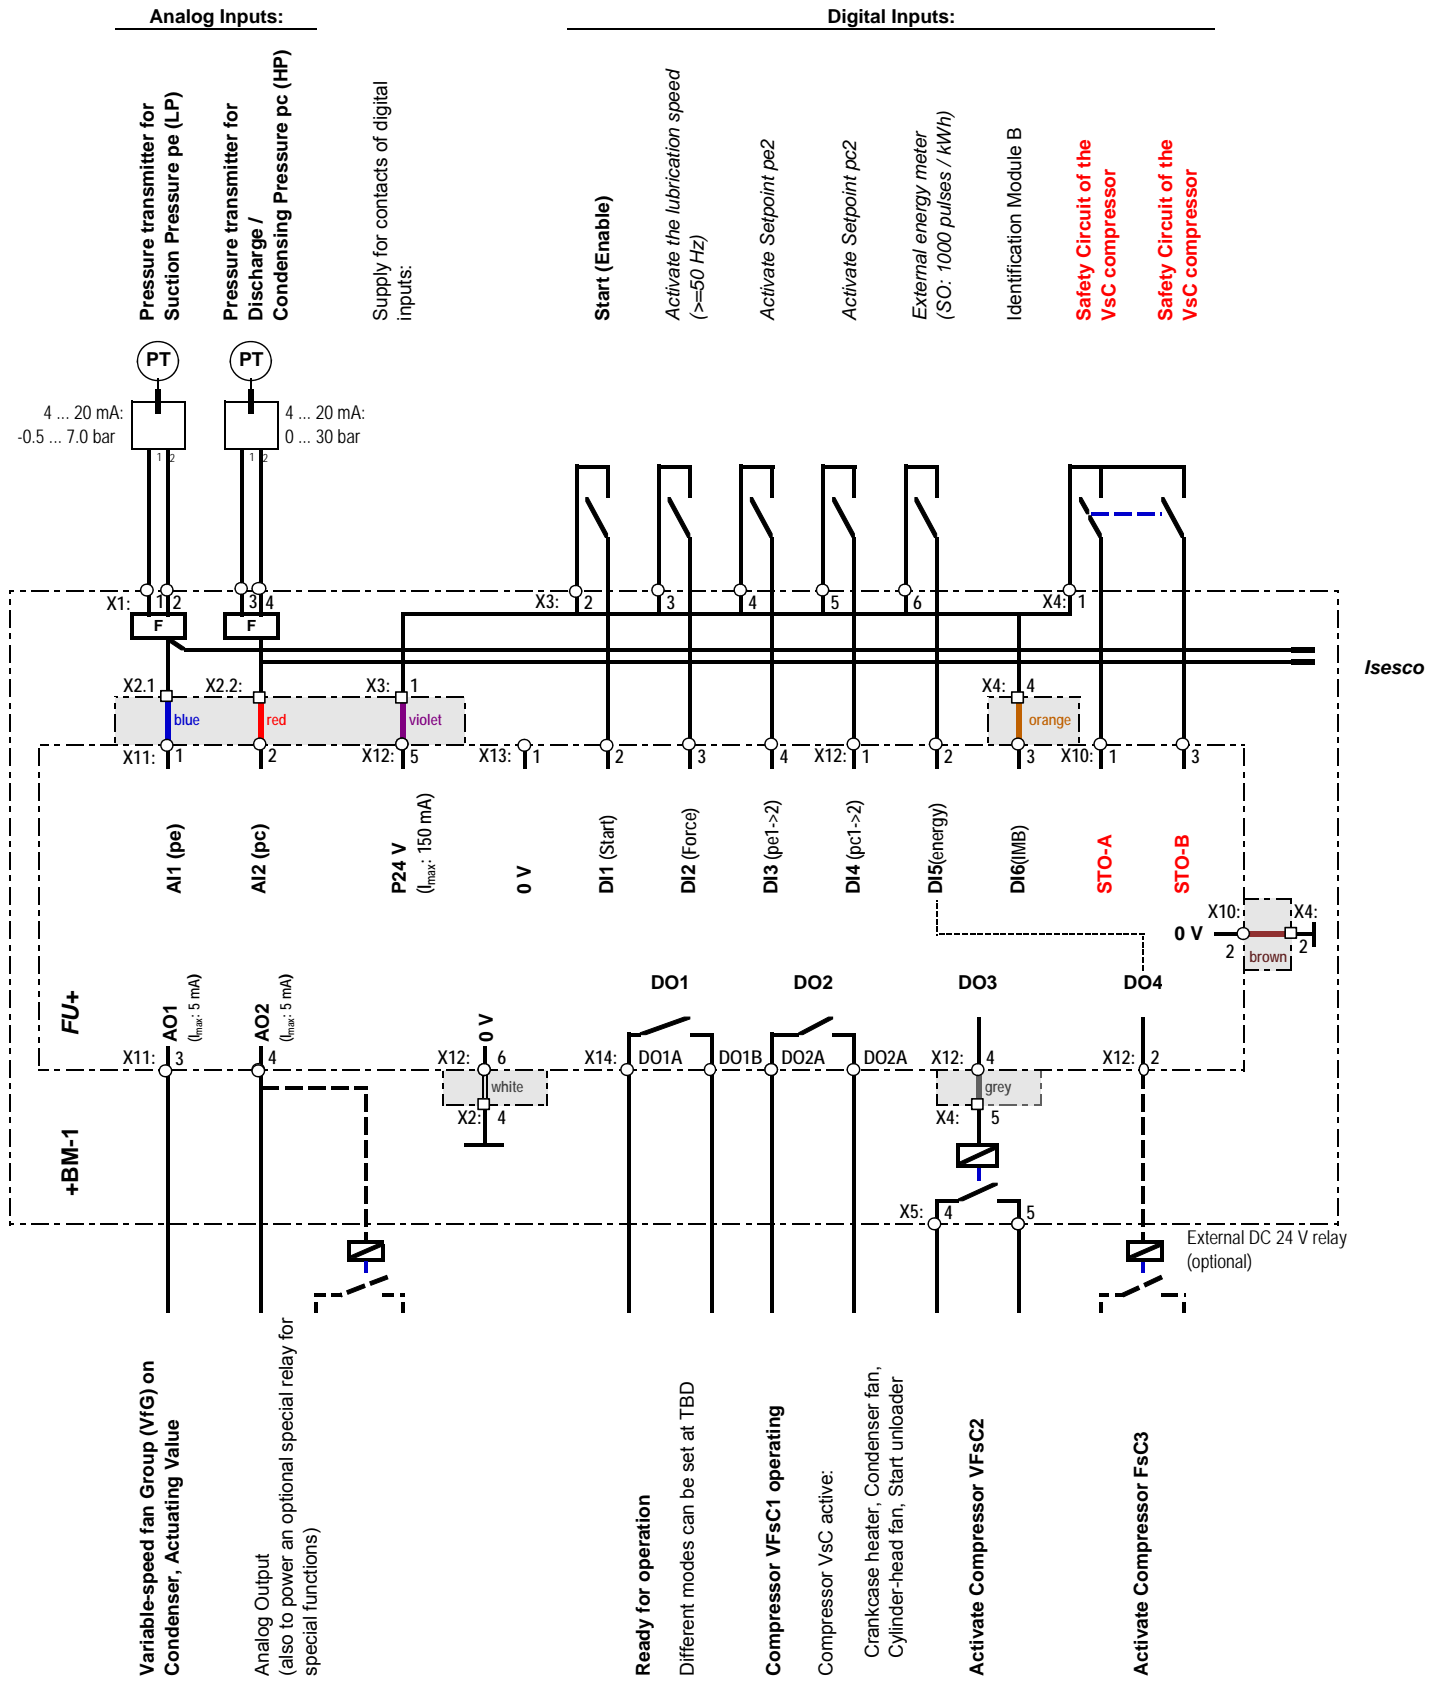 Analog Inputs:
Digital Inputs:
Pressure transmitter for
Suction Pressure pe (LP)
Pressure transmitter for
Discharge /
Condensing Pressure pc (HP)
Supply for contacts of digital
inputs:
Start (Enable)
Activate the lubrication speed
(>=50 Hz)
Activate Setpoint pe2
Activate Setpoint pc2
External energy meter
(SO: 1000 pulses / kWh)
Identification Module B
Safety Circuit of the
VsC compressor
Safety Circuit of the
VsC compressor
PT
PT
4 ... 20 mA:
-0.5 ... 7.0 bar
4 ... 20 mA:
0 ... 30 bar
1 2
1 2
X1: 1 2 3 4
X3: 2 3 4 5 6
X4: 1
F
F
Isesco
X2.1
X2.2:
X3: 1
X4: 4
blue
red
violet
orange
X11: 1 2
X12: 5
X13: 1
2 3 4
X12: 1 2 3
X10: 1 3
AI1 (pe)
AI2 (pc)
P24 V
(Imax: 150 mA)
0 V
DI1 (Start)
DI2 (Force)
DI3 (pe1->2)
DI4 (pc1->2)
DI5(energy)
DI6(IMB)
STO-A
STO-B
X10: X4:
0 V
2 2
brown
FU+
AO1
(Imax: 5 mA)
AO2
(Imax: 5 mA)
0 V
DO1
DO2
DO3
DO4
X11: 3 4
X12: 6
X14: DO1A DO1B DO2A DO2A
X12: 4
X12: 2
white
grey
X2: 4
X4: 5
+BM-1
X5: 4 5
External DC 24 V relay
(optional)
Variable-speed fan Group (VfG) on
Condenser, Actuating Value
Analog Output
(also to power an optional special relay for
special functions)
Ready for operation
Different modes can be set at TBD
Compressor VFsC1 operating
Compressor VsC active:
Crankcase heater, Condenser fan,
Cylinder-head fan, Start unloader
Activate Compressor VFsC2
Activate Compressor FsC3